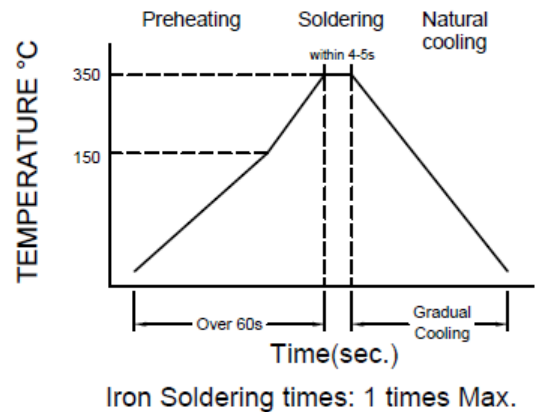 Preheating
Soldering
Natural
cooling
within 4-5s
TEMPERATURE °C
350
150
Over 60s
Gradual
Cooling
Time(sec.)
Iron Soldering times: 1 times Max.